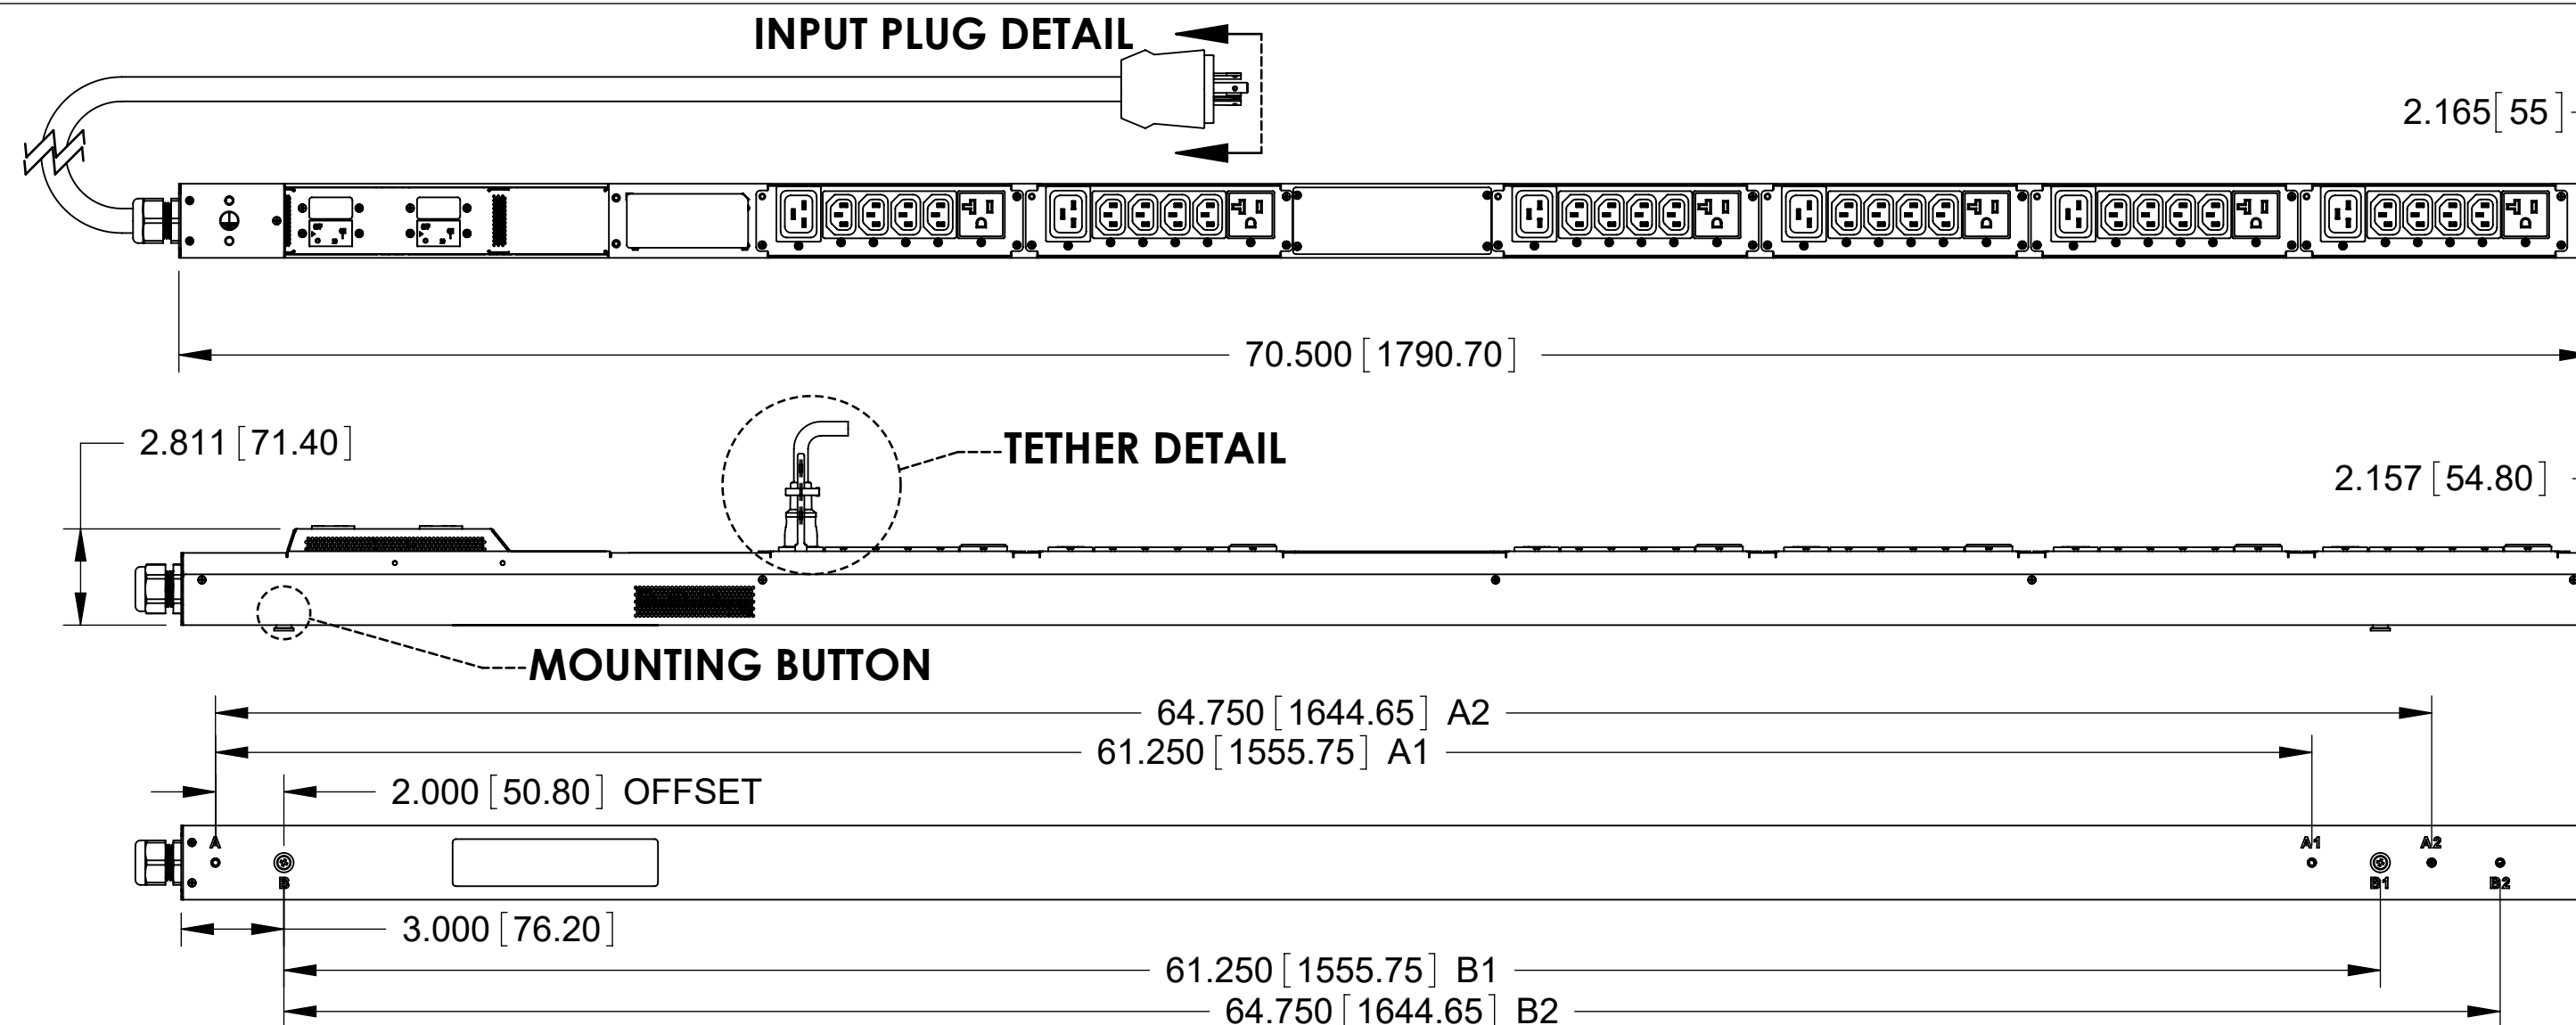 INPUT PLUG DETAIL
2.165[55]
70.500[1790.70]
2.811[71.40]
TETHER DETAIL
2.157[54.80]
MOUNTING BUTTON
64.750[1644.65] A2
61.250[1555.75] A1
2.000[50.80] OFFSET
A
A1
A2
B
B1
B2
3.000[76.20]
61.250[1555.75] B1
64.750[1644.65] B2